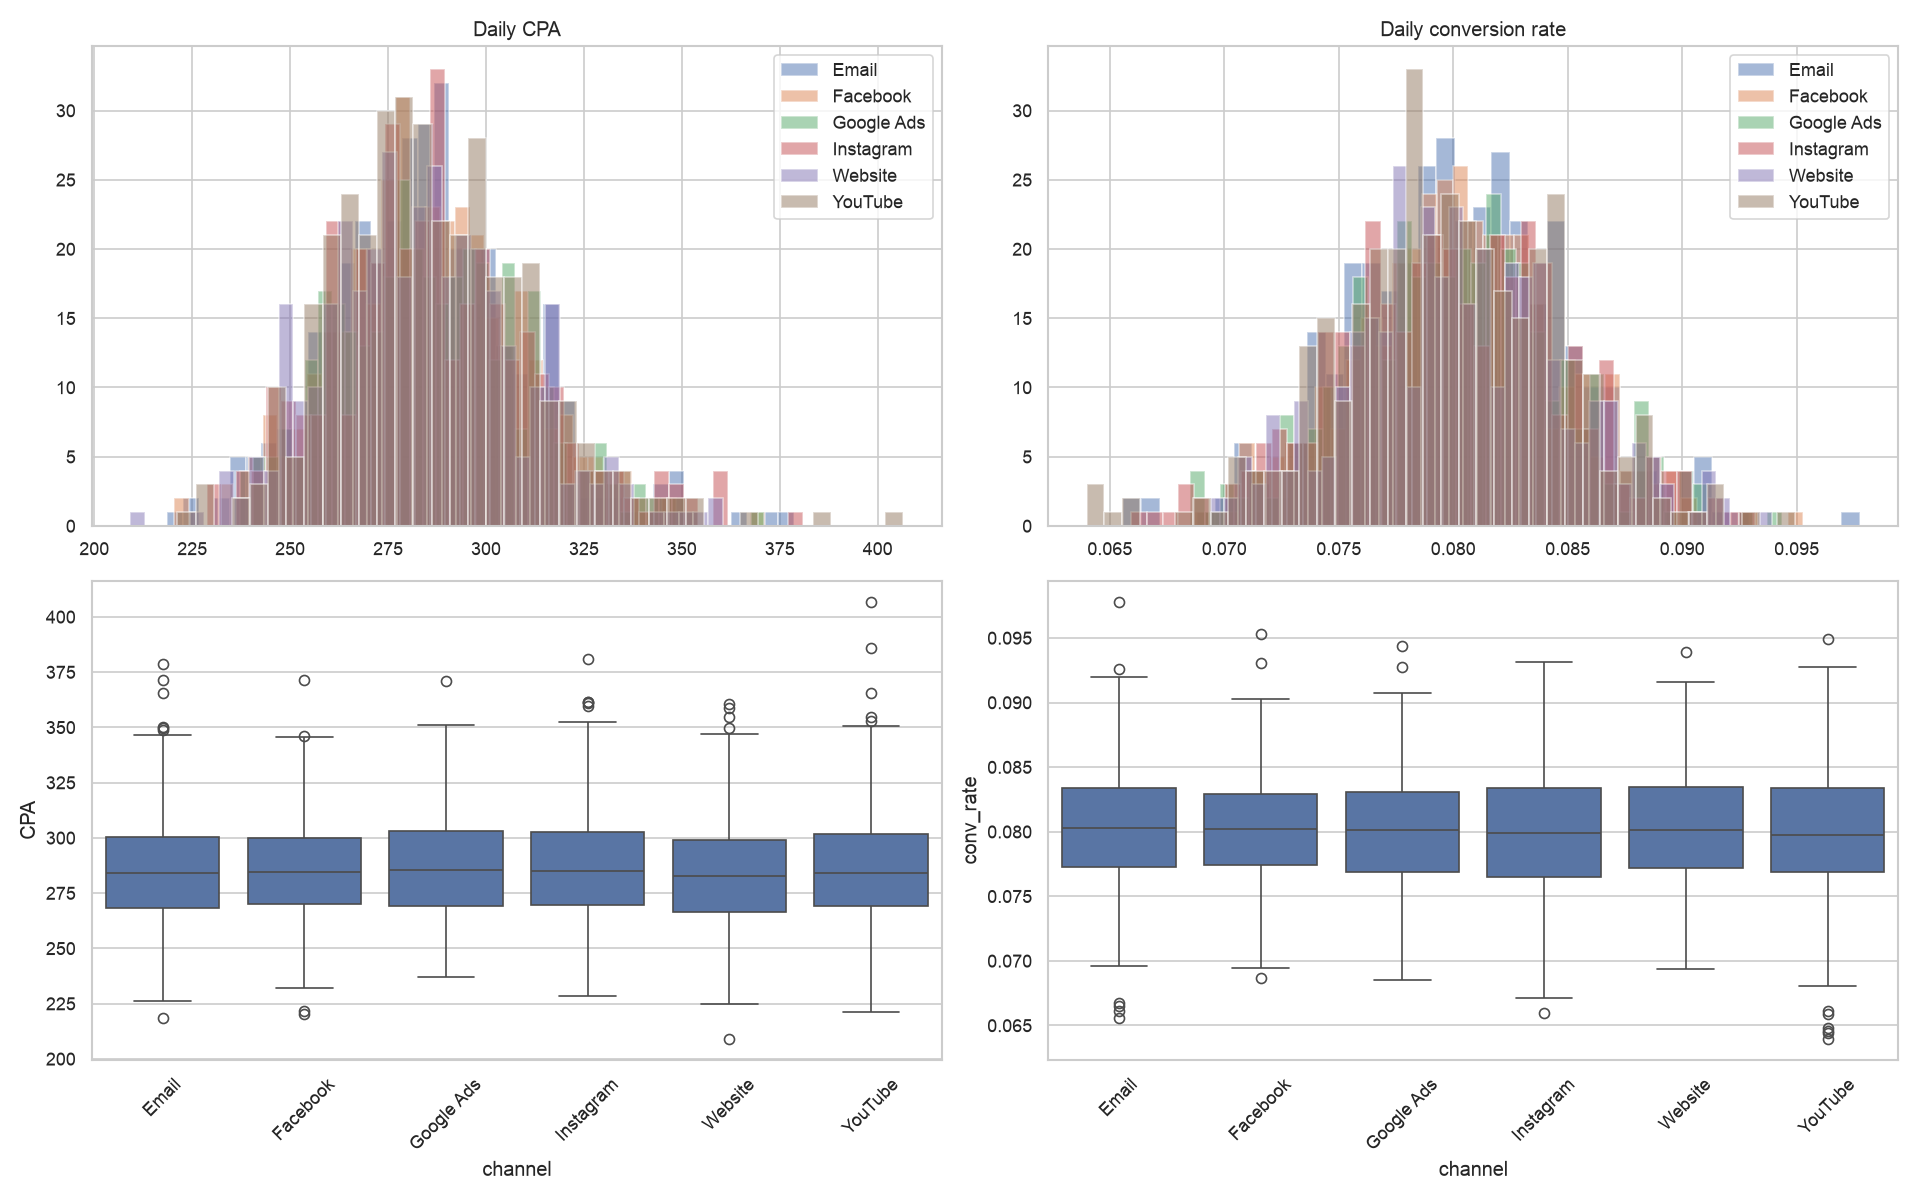 Daily CPA
Email
Facebook
Google Ads
Instagram
Website
YouTube
30
25
20
15
10
5
0
200 225 250 275 300 325 350 375 400
Daily conversion rate
Email
Facebook
Google Ads
Instagram
Website
YouTube
30
25
20
15
10
5
0
0.065 0.070 0.075 0.080 0.085 0.090 0.095
CPA
400
375
350
325
300
275
250
225
200
Email Facebook Google Ads Instagram Website YouTube
channel
conv_rate
0.095
0.090
0.085
0.080
0.075
0.070
0.065
Email Facebook Google Ads Instagram Website YouTube
channel